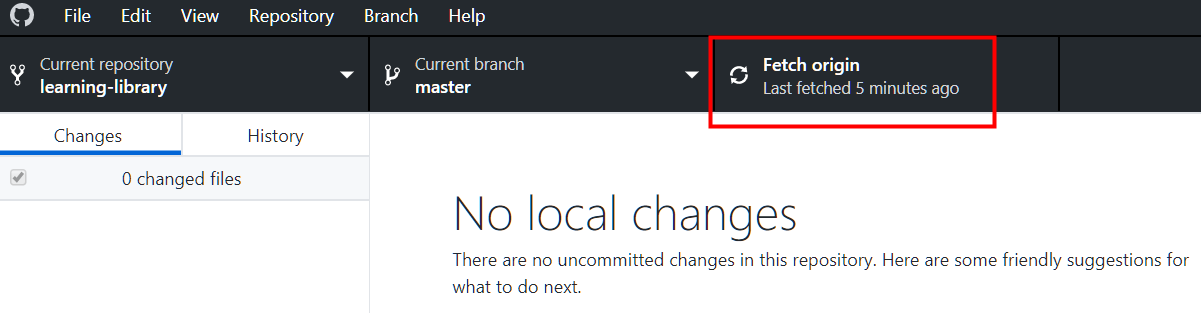 File Edit View Repository Branch Help
Current repository
learning-library
Current branch
master
Fetch origin
Last fetched 5 minutes ago
Changes
History
0 changed files
No local changes
There are no uncommitted changes in this repository. Here are some friendly suggestions for
what to do next.